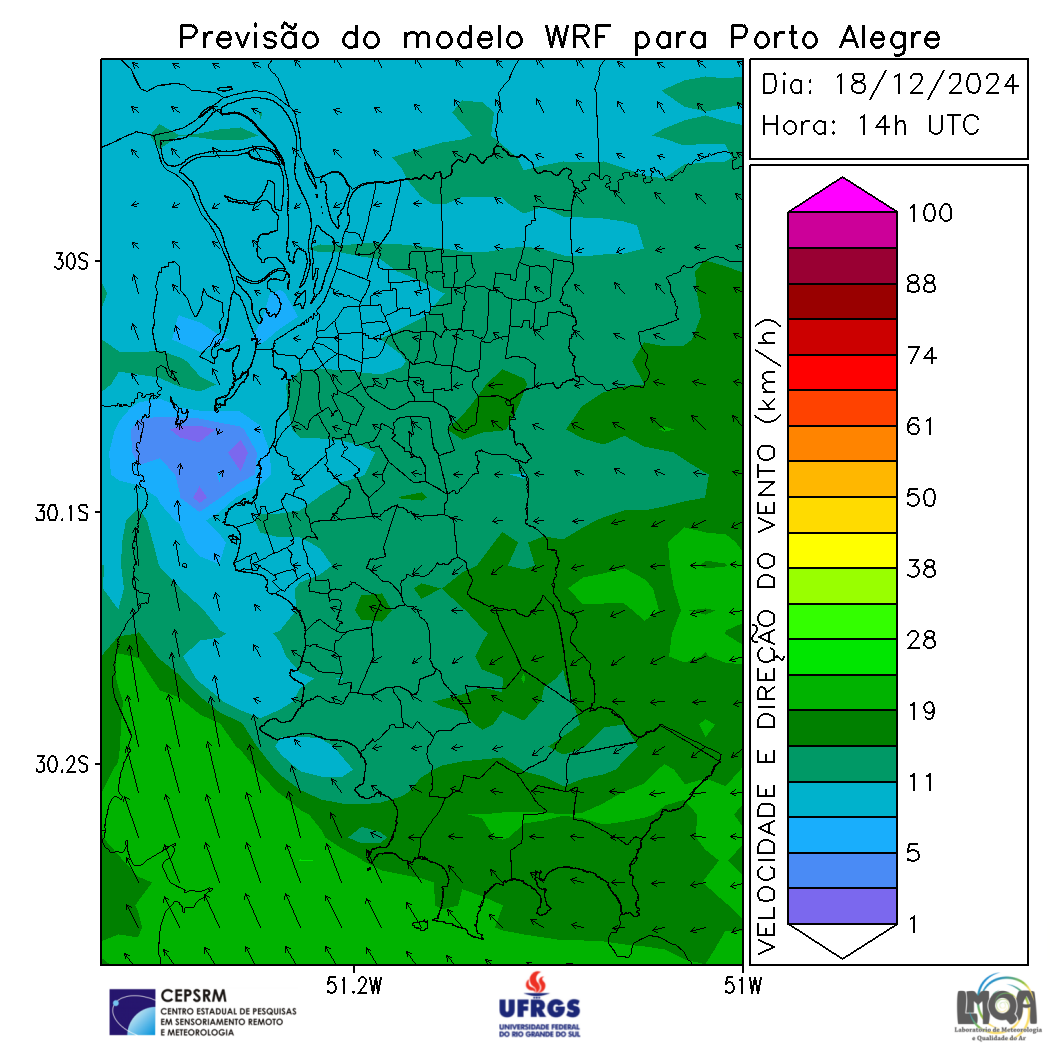 Previsão do modelo WRF para Porto Alegre
Dia: 18/12/2024
Hora: 14h UTC
30S
30.1S
30.2S
51.2W
51W
VELOCIDADE E DIREÇÃO DO VENTO (km/h)
100
88
74
61
50
38
28
19
11
5
1
CEPSRM
CENTRO ESTADUAL DE PESQUISAS
EM SENSORIAMENTO REMOTO
E METEOROLOGIA
UFRGS
UNIVERSIDADE FEDERAL
DO RIO GRANDE DO SUL
LMQA
Laboratório de Meteorologia
e Qualidade do Ar